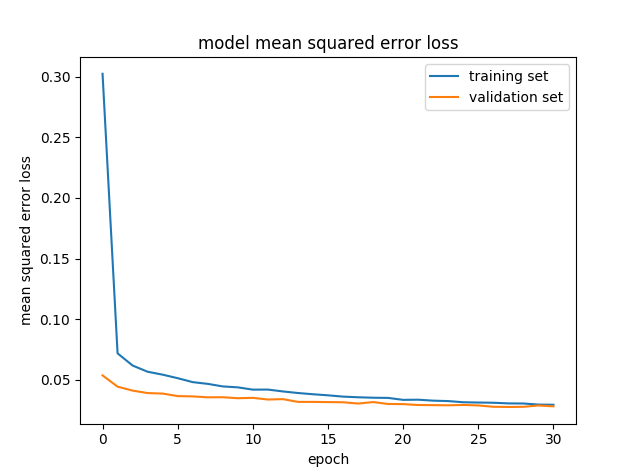 model mean squared error loss
training set
validation set
mean squared error loss
0.30
0.25
0.20
0.15
0.10
0.05
0 5 10 15 20 25 30
epoch